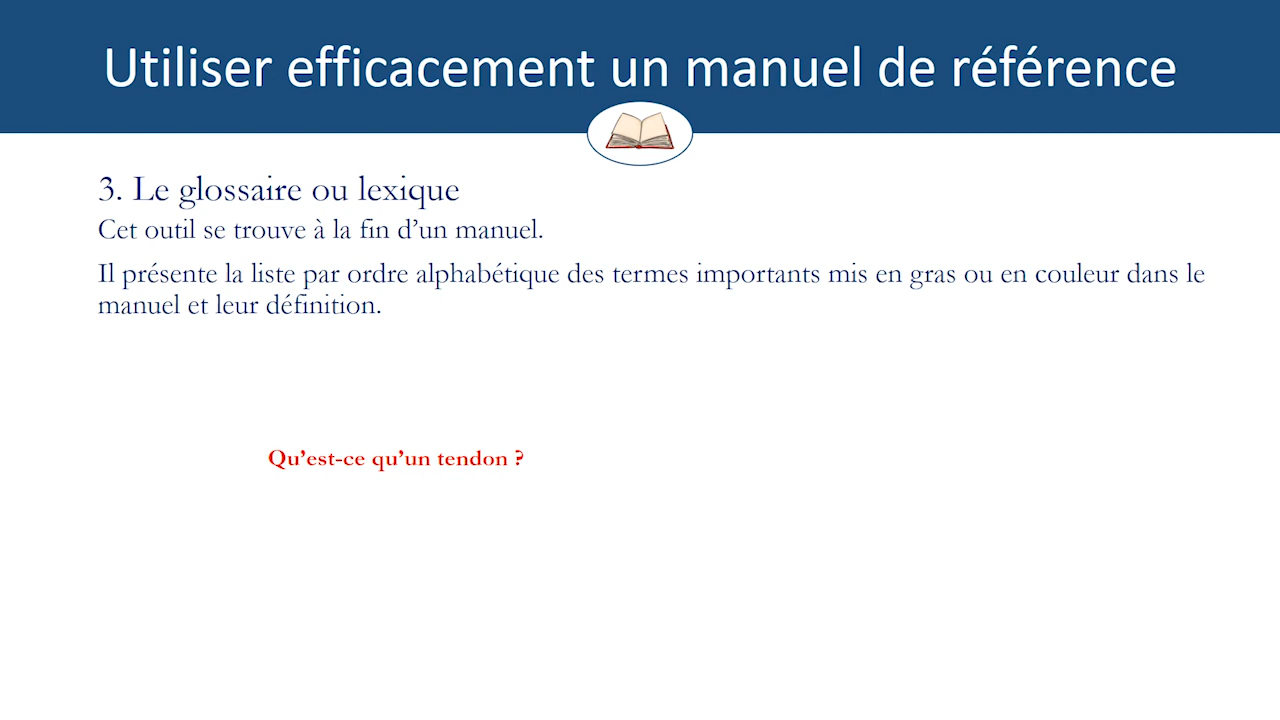 Utiliser efficacement un manuel de référence
3. Le glossaire ou lexique
Cet outil se trouve à la fin d’un manuel.
Il présente la liste par ordre alphabétique des termes importants mis en gras ou en couleur dans le
manuel et leur définition.
Qu’est-ce qu’un tendon ?